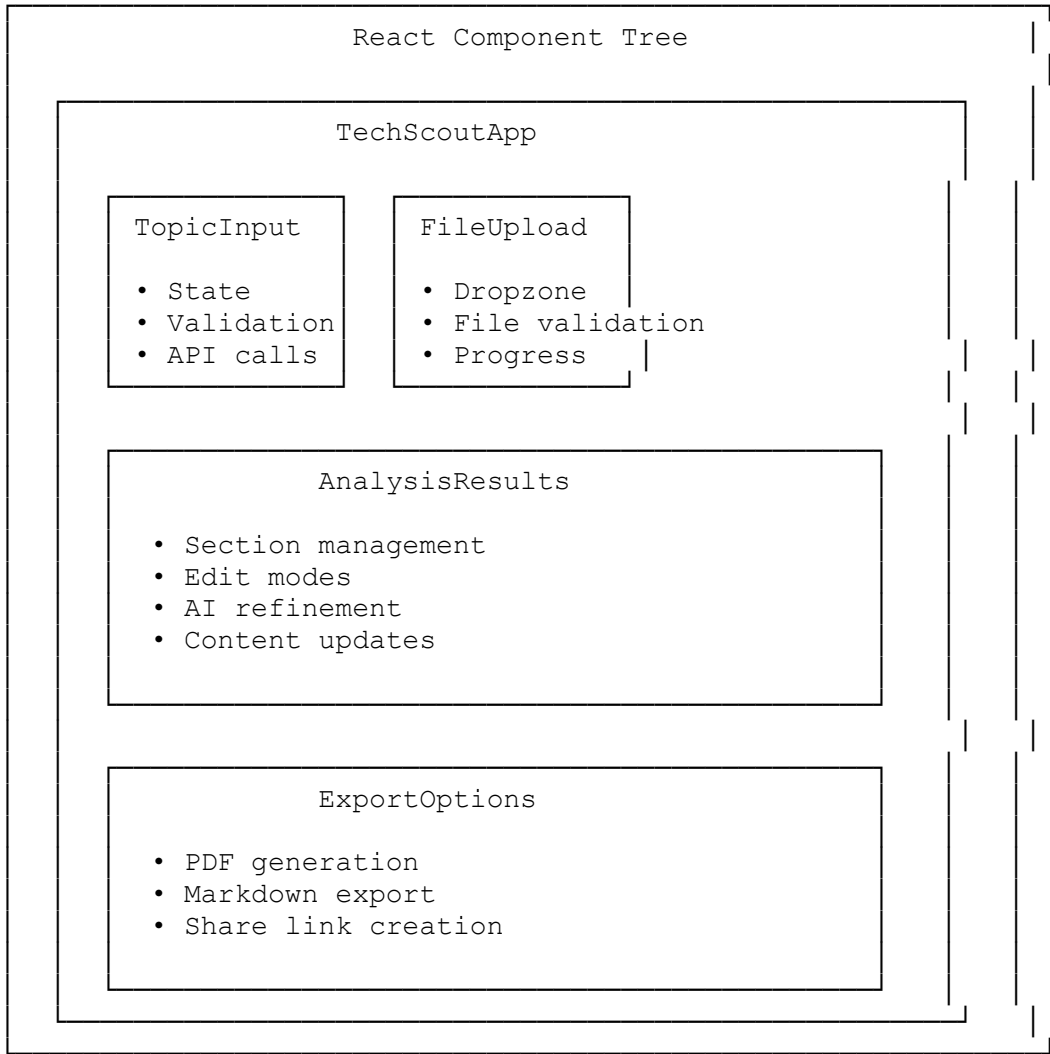 React Component Tree
TechScoutApp
TopicInput
• State
• Validation
• API calls
FileUpload
• Dropzone
• File validation
• Progress
AnalysisResults
• Section management
• Edit modes
• AI refinement
• Content updates
ExportOptions
• PDF generation
• Markdown export
• Share link creation